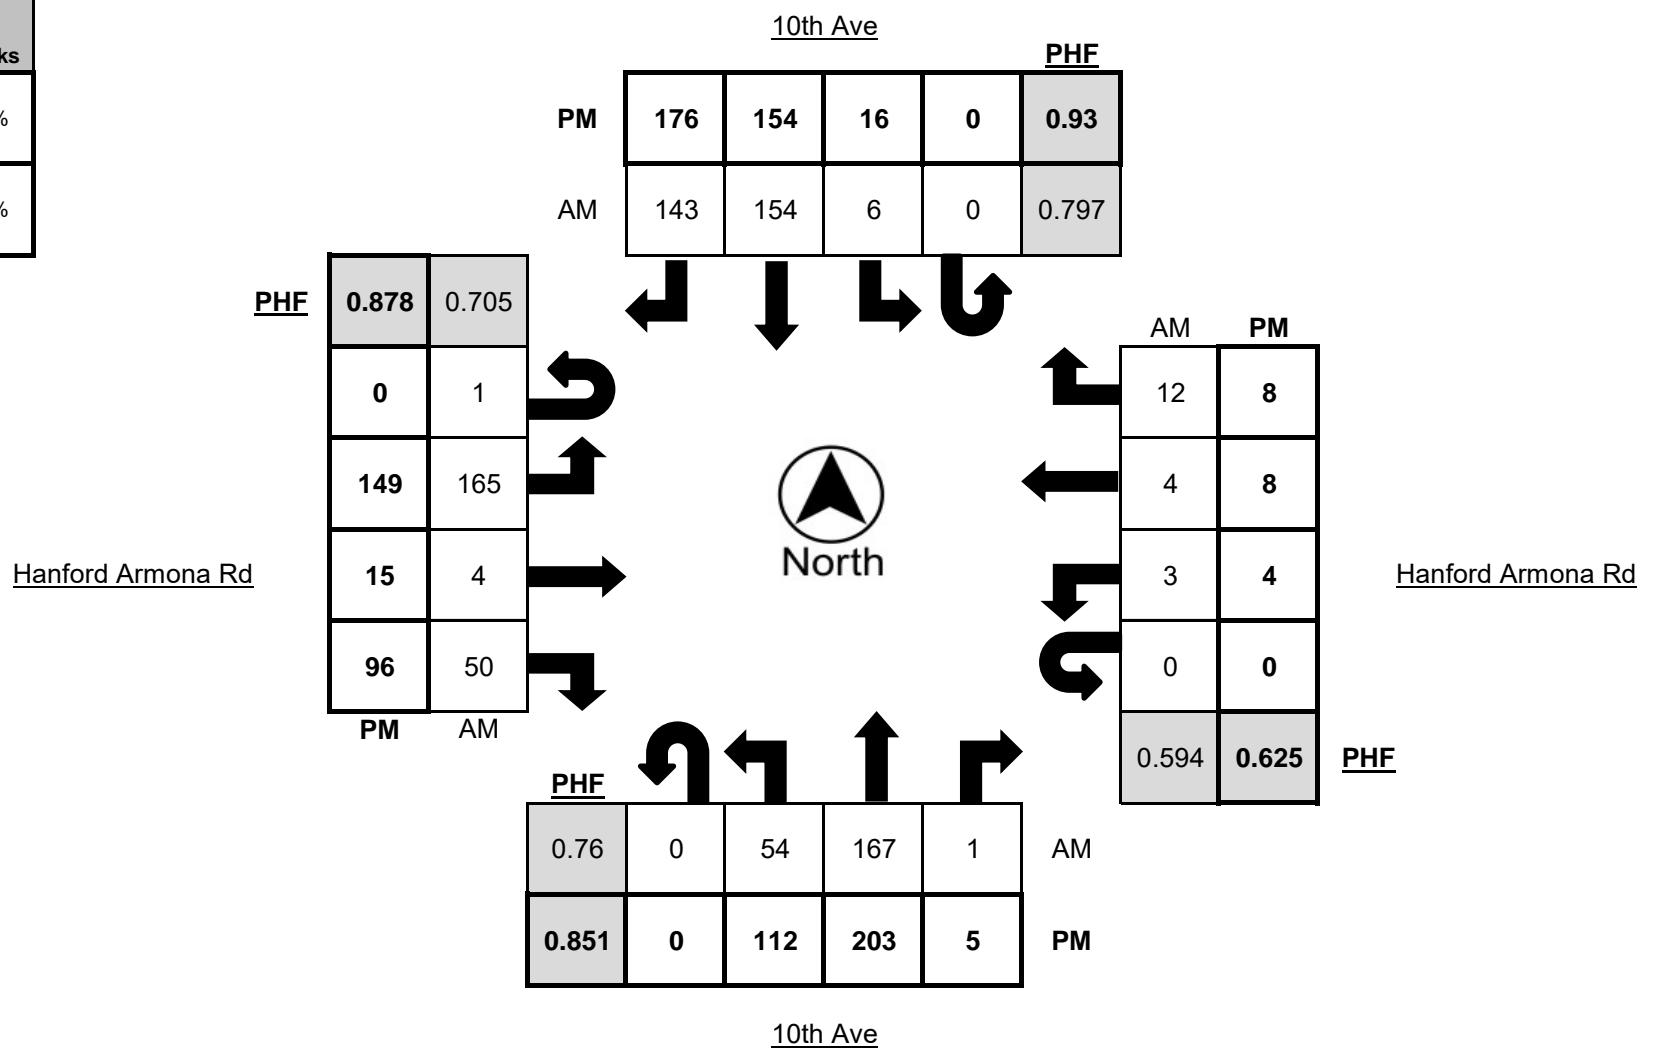 10th Ave
PHF
ks
PM 176 154 16 0 0.93
%
AM 143 154 6 0 0.797
%
PHF 0.878 0.705
AM PM
0 1
12 8
149 165
4 8
North
Hanford Armona Rd
15 4
3 4
Hanford Armona Rd
96 50
0 0
PM AM
0.594 0.625 PHF
PHF
0.76 0 54 167 1 AM
0.851 0 112 203 5 PM
10th Ave